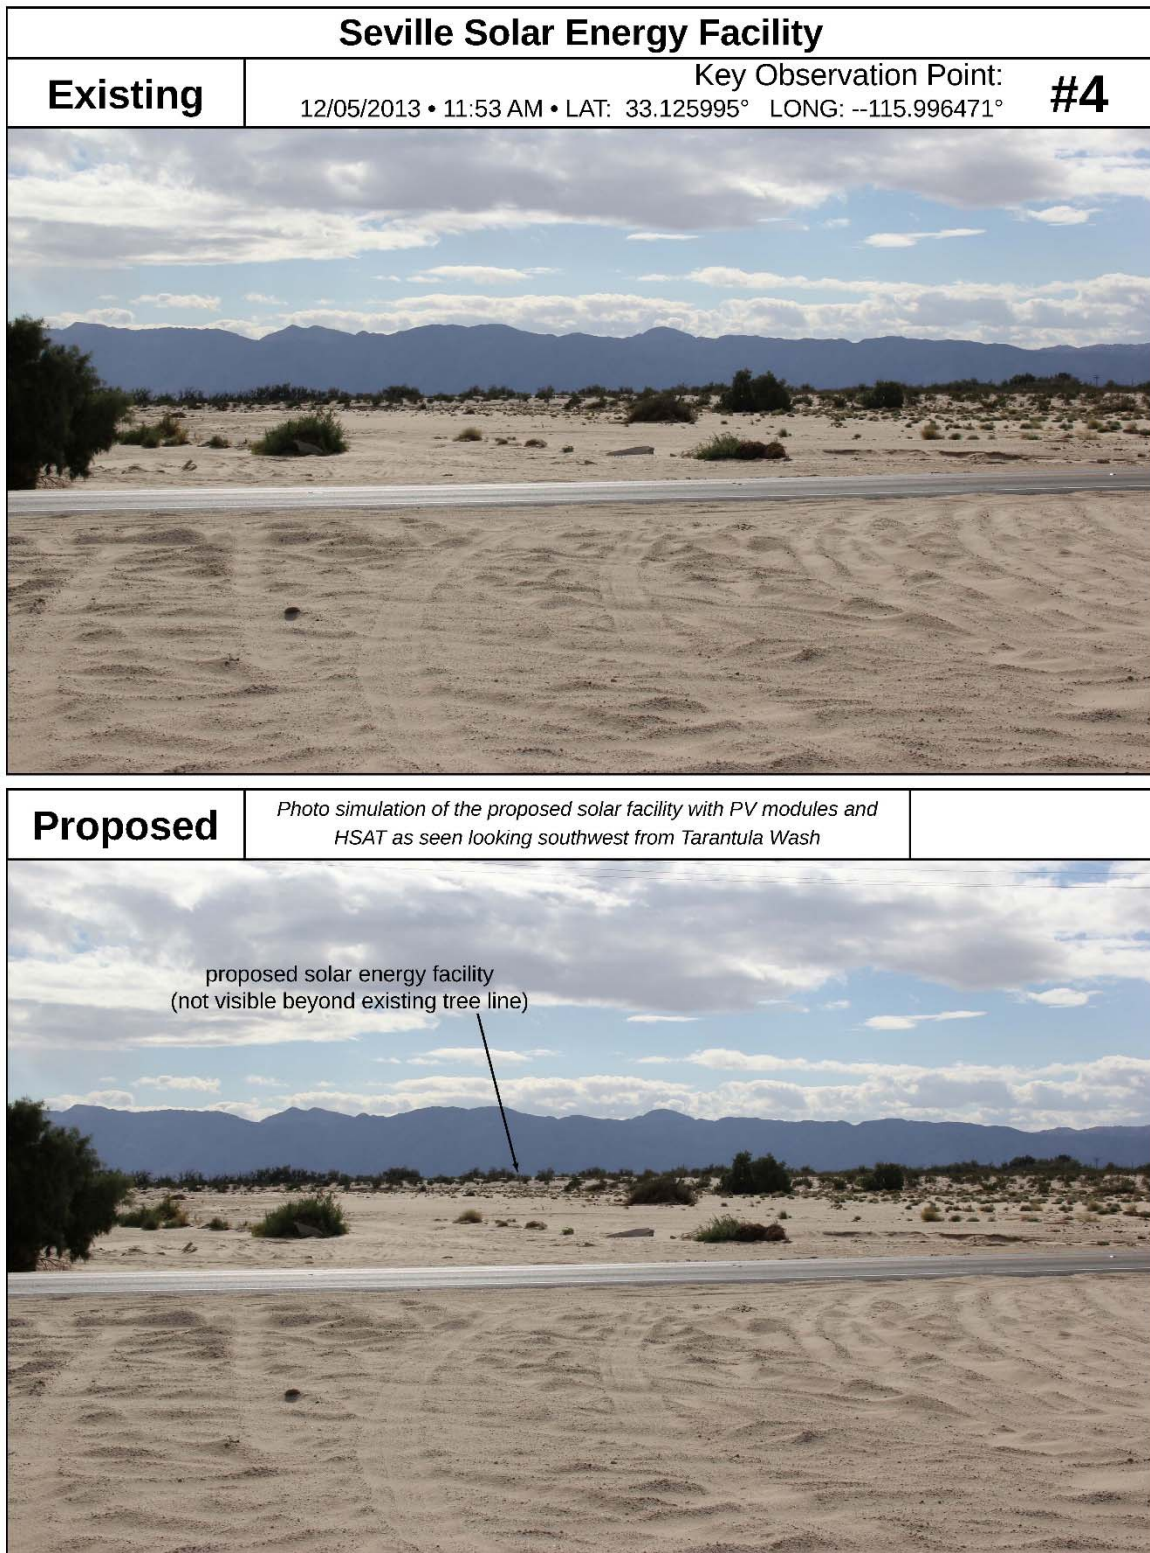 Seville Solar Energy Facility
Existing
Key Observation Point:
12/05/2013 • 11:53 AM • LAT: 33.125995° LONG: --115.996471°
#4
Proposed
Photo simulation of the proposed solar facility with PV modules and
HSAT as seen looking southwest from Tarantula Wash
proposed solar energy facility
(not visible beyond existing tree line)